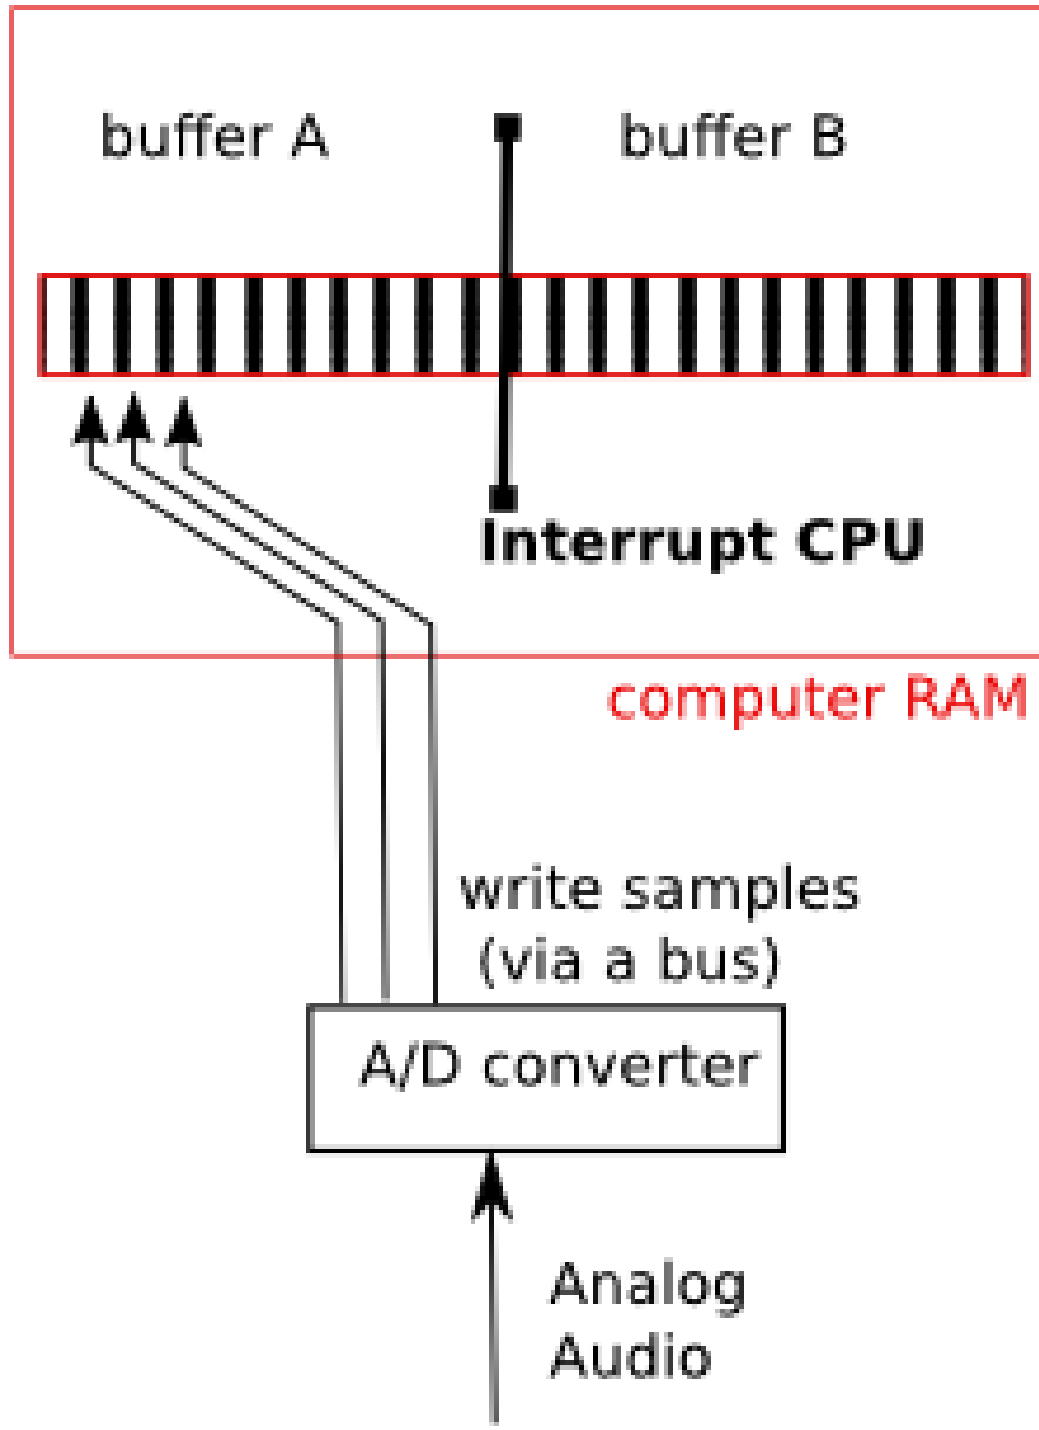 buffer A
buffer B
Interrupt CPU
computer RAM
write samples
(via a bus)
A/D converter
Analog
Audio